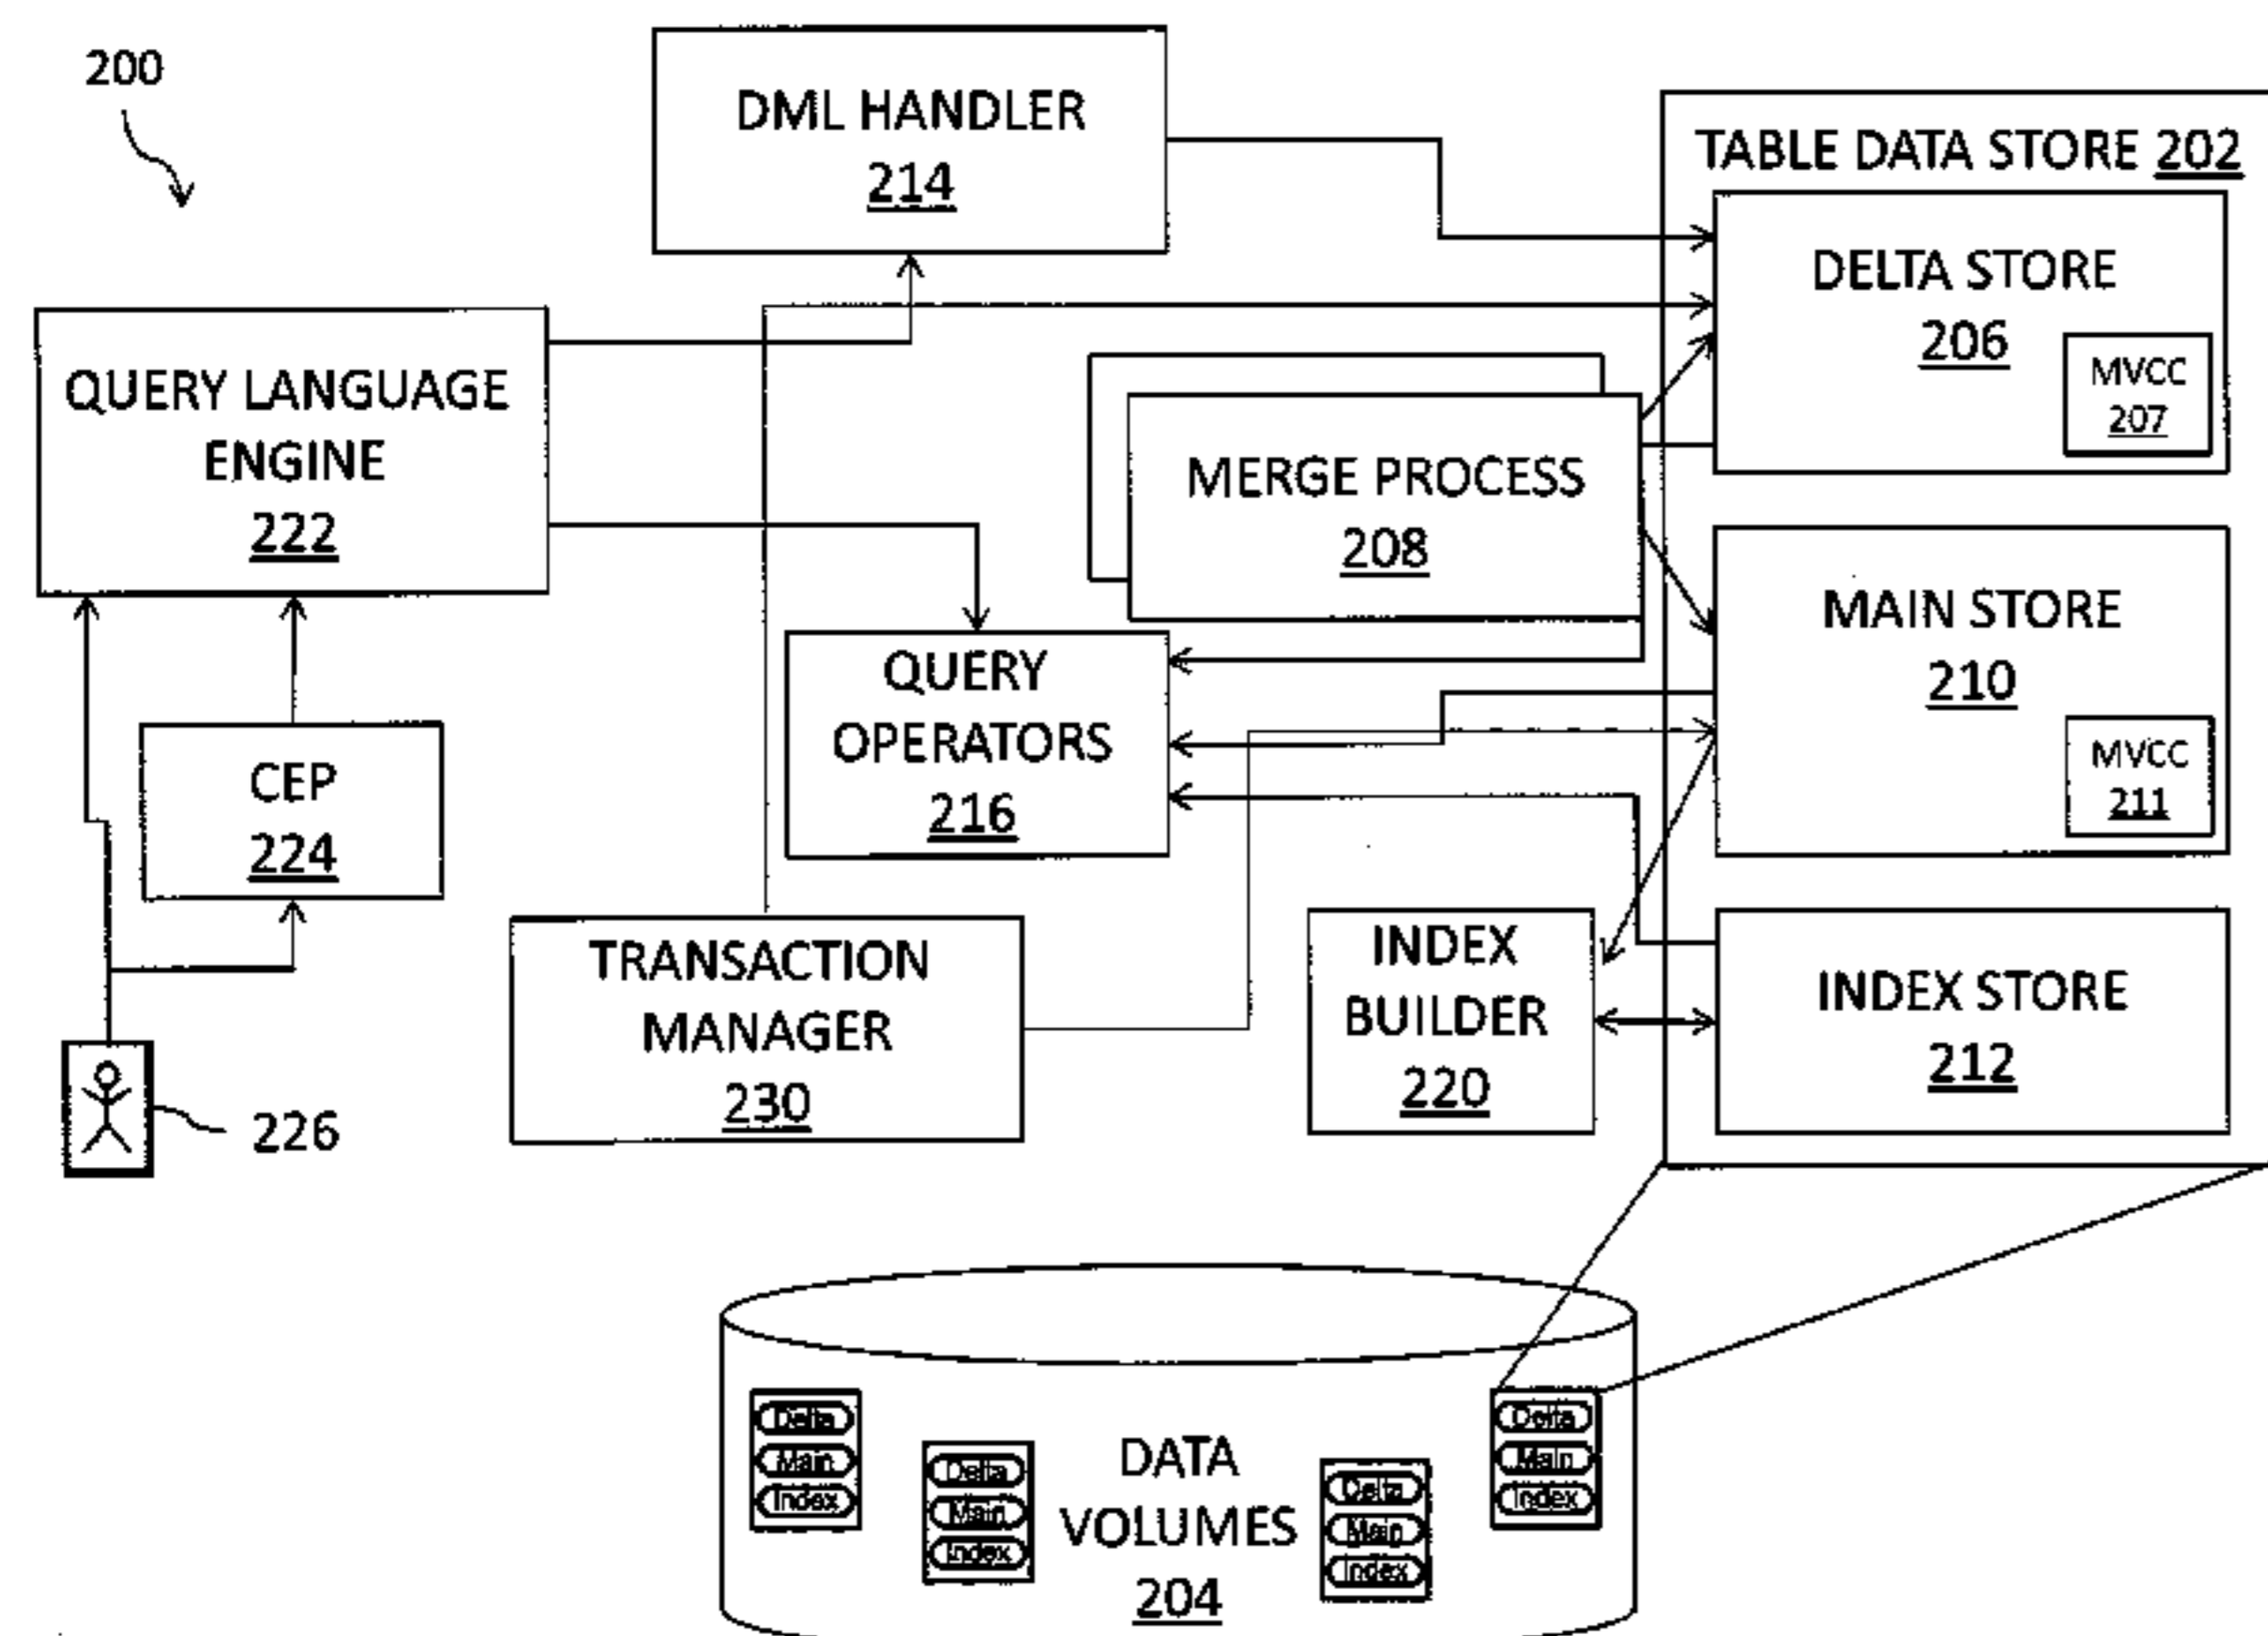 200
DML HANDLER
214
TABLE DATA STORE 202
DELTA STORE
206
MVCC
207
QUERY LANGUAGE
ENGINE
222
MERGE PROCESS
208
MAIN STORE
210
MVCC
211
QUERY
OPERATORS
216
CEP
224
TRANSACTION
MANAGER
230
INDEX
BUILDER
220
INDEX STORE
212
226
Delta
Main
Index
Delta
Main
Index
DATA
VOLUMES
204
Delta
Main
Index
Delta
Main
Index